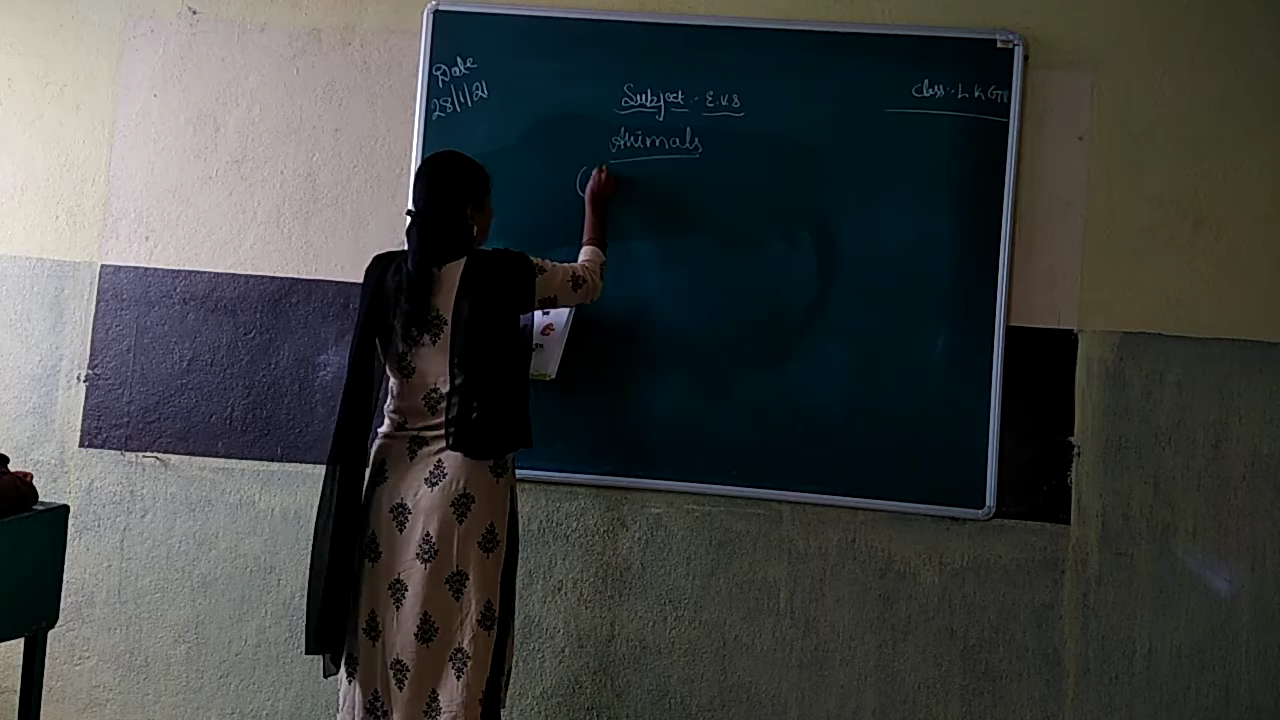 Date
28/1/21
Subject - E.V.S
Class:- L K G
Animals
(